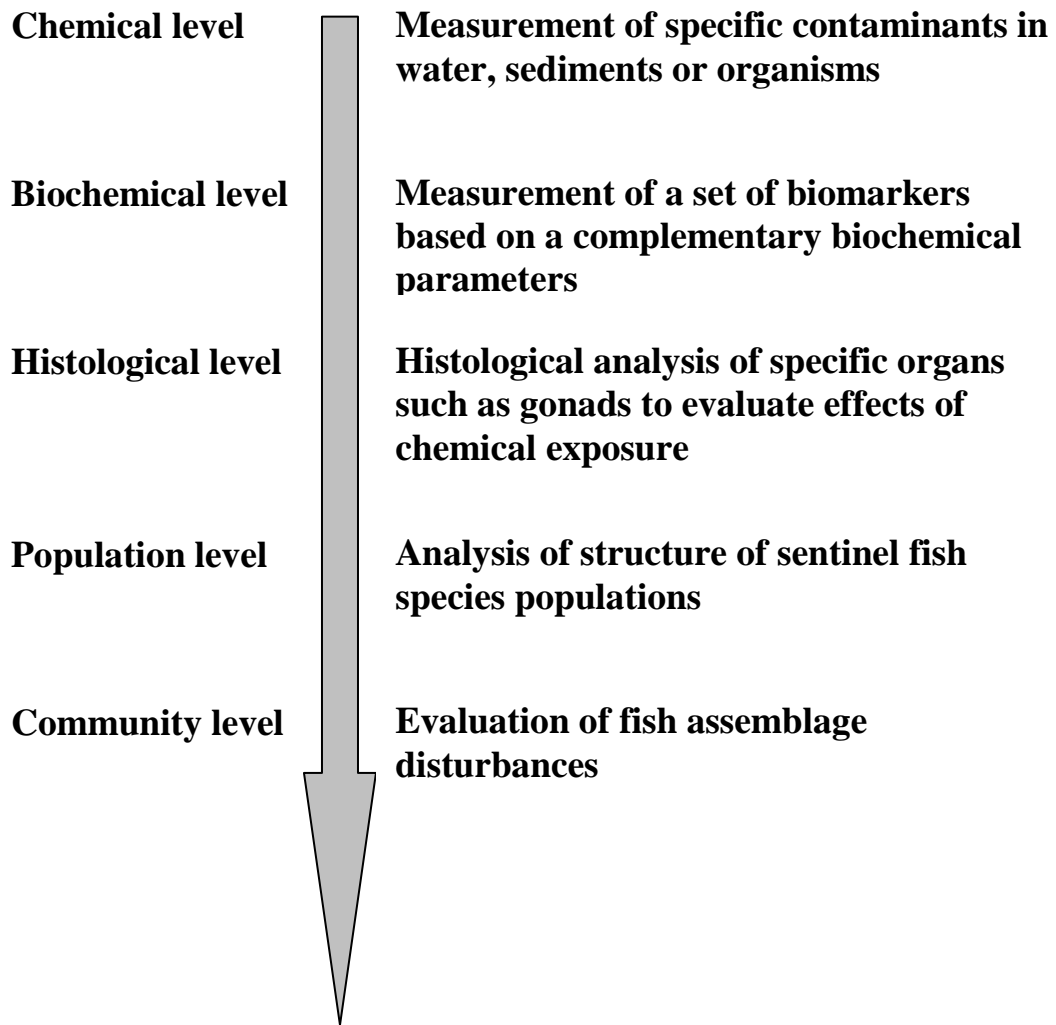 Chemical level
Measurement of specific contaminants in
water, sediments or organisms
Biochemical level
Measurement of a set of biomarkers
based on a complementary biochemical
parameters
Histological level
Histological analysis of specific organs
such as gonads to evaluate effects of
chemical exposure
Population level
Analysis of structure of sentinel fish
species populations
Community level
Evaluation of fish assemblage
disturbances